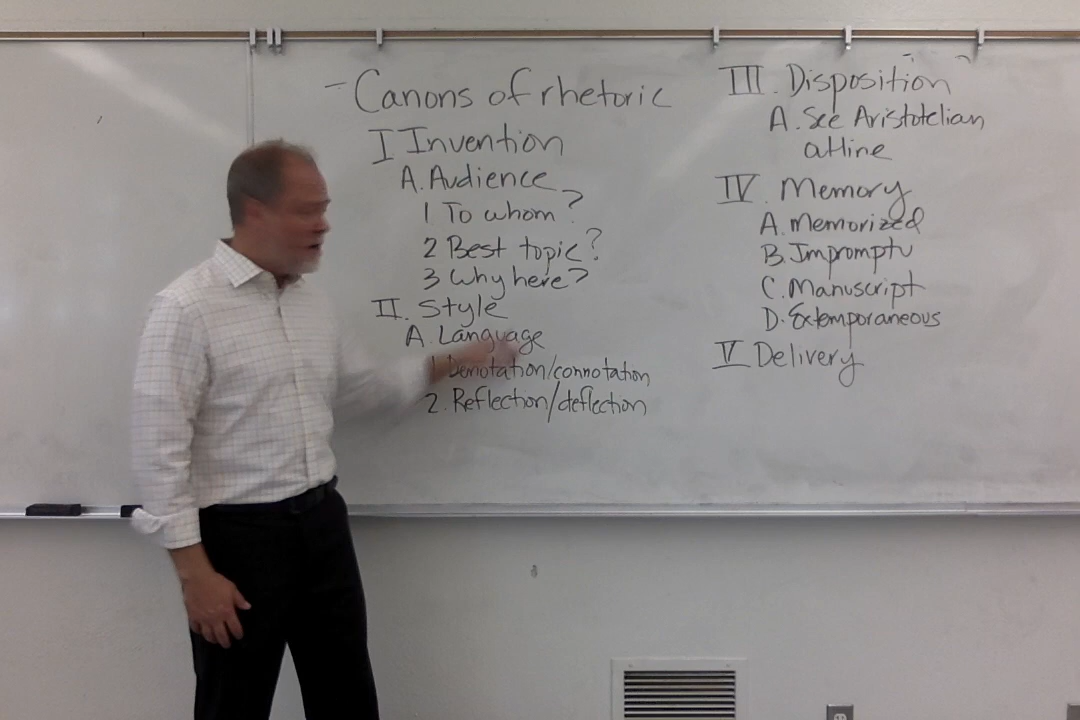 - Canons of rhetoric
I Invention
A. Audience
1 To whom?
2 Best topic?
3 Why here?
II. Style
A. Language
1. Denotation/connotation
2. Reflection/deflection
III. Disposition
A. See Aristotelian
outline
IV. Memory
A. Memorized
B. Impromptu
C. Manuscript
D. Extemporaneous
V Delivery